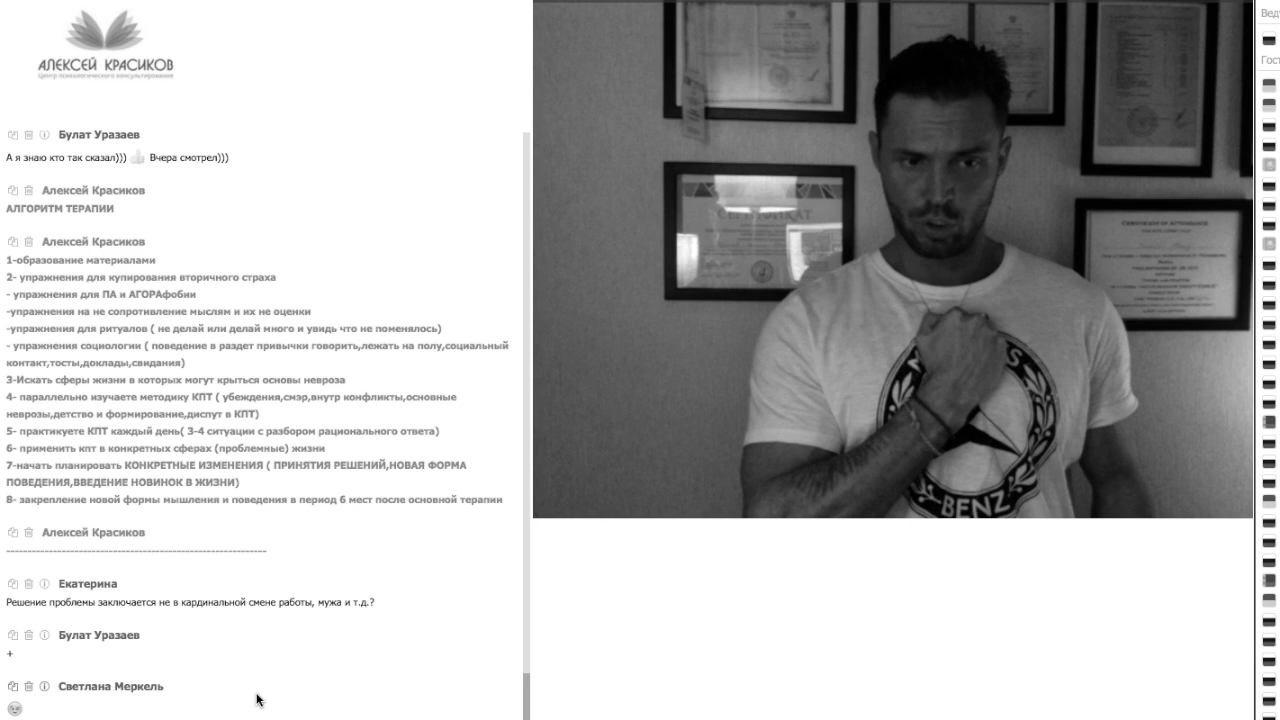 АЛЕКСЕЙ КРАСИКОВ
Центр психологического консультирования
Булат Уразаев
А я знаю кто так сказал))) Вчера смотрел)))
Алексей Красиков
АЛГОРИТМ ТЕРАПИИ
Алексей Красиков
1-образование материалами
2- упражнения для купирования вторичного страха
- упражнения для ПА и АГОРАфобии
-упражнения на не сопротивление мыслям и их не оценки
-упражнения для ритуалов ( не делай или делай много и увидь что не поменялось)
- упражнения социологии ( поведение в раздет привычки говорить,лежать на полу,социальный
контакт,тосты,доклады,свидания)
3-Искать сферы жизни в которых могут крыться основы невроза
4- параллельно изучаете методику КПТ ( убеждения,смэр,внутр конфликты,основные
неврозы,детство и формирование,диспут в КПТ)
5- практикуете КПТ каждый день( 3-4 ситуации с разбором рационального ответа)
6- применить кпт в конкретных сферах (проблемные) жизни
7-начать планировать КОНКРЕТНЫЕ ИЗМЕНЕНИЯ ( ПРИНЯТИЯ РЕШЕНИЙ,НОВАЯ ФОРМА
ПОВЕДЕНИЯ,ВВЕДЕНИЕ НОВИНОК В ЖИЗНИ)
8- закрепление новой формы мышления и поведения в период 6 мест после основной терапии
Алексей Красиков
-------------------------------------------------------------
Екатерина
Решение проблемы заключается не в кардинальной смене работы, мужа и т.д.?
Булат Уразаев
+
Светлана Меркель
СЕРТИФИКАТ
CERTIFICATE OF ATTENDANCE
BENZ
Вед
Гост